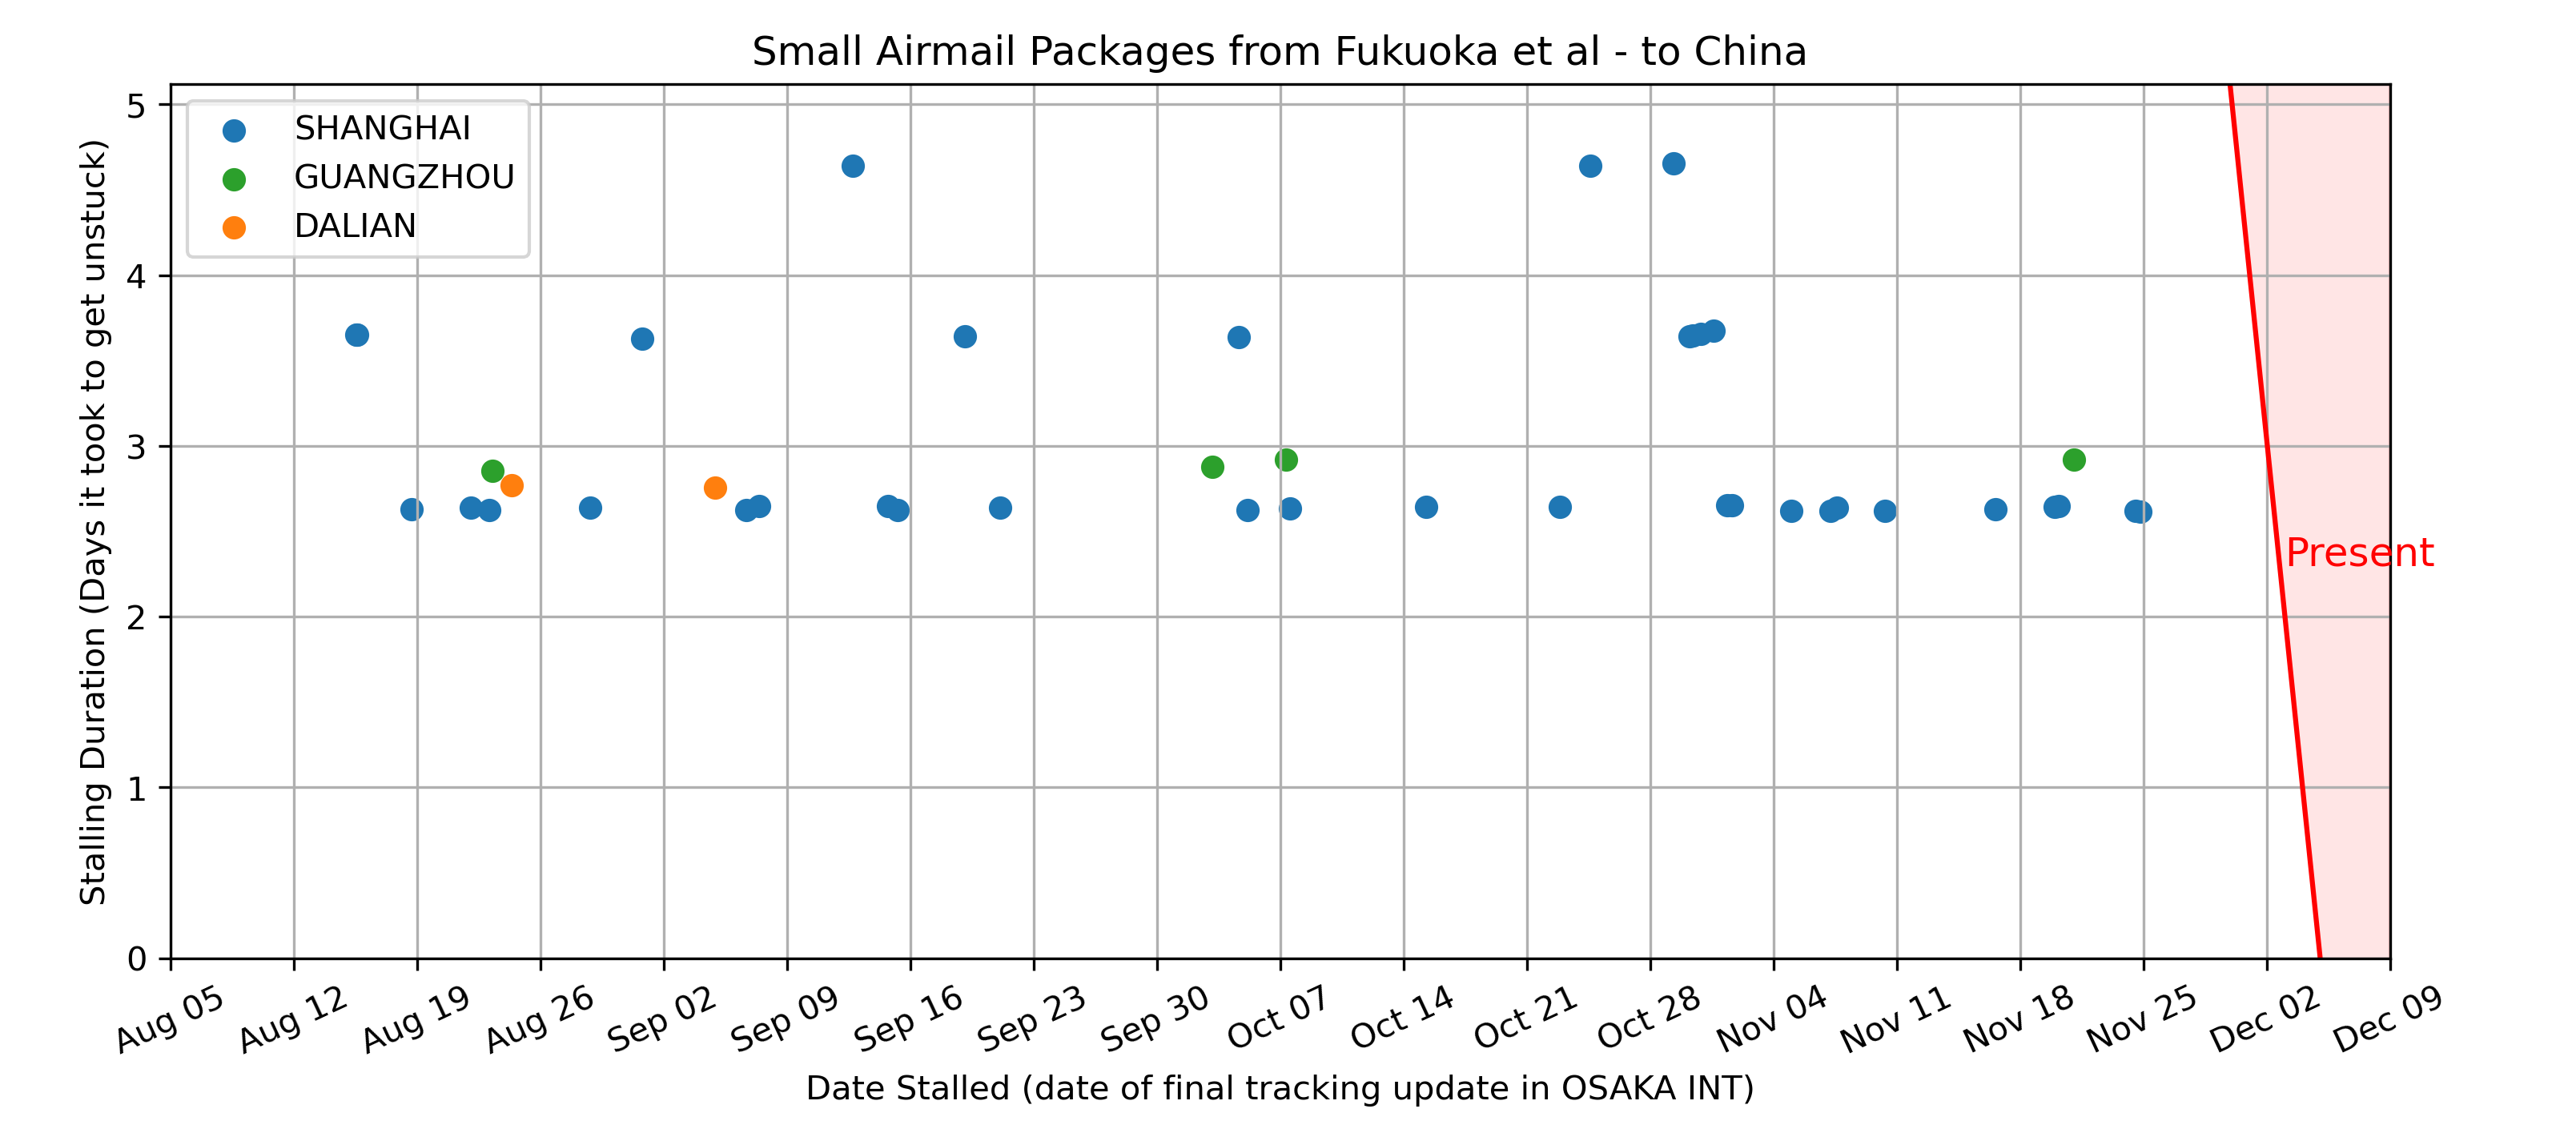 Small Airmail Packages from Fukuoka et al - to China
SHANGHAI
GUANGZHOU
DALIAN
Stalling Duration (Days it took to get unstuck)
5
4
3
2
1
0
Present
Aug 05
Aug 12
Aug 19
Aug 26
Sep 02
Sep 09
Sep 16
Sep 23
Sep 30
Oct 07
Oct 14
Oct 21
Oct 28
Nov 04
Nov 11
Nov 18
Nov 25
Dec 02
Dec 09
Date Stalled (date of final tracking update in OSAKA INT)